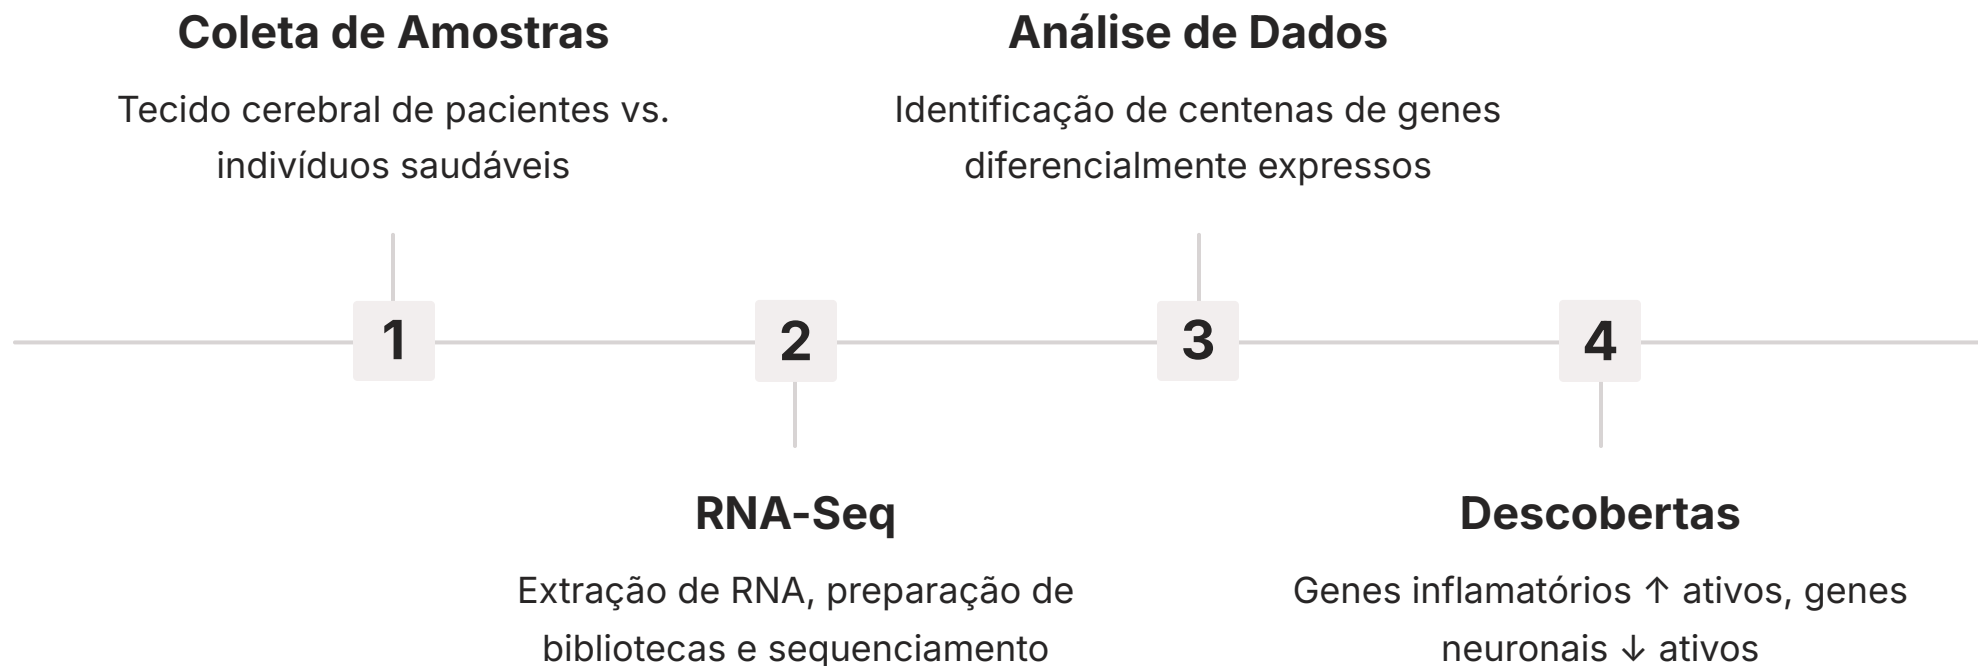 Coleta de Amostras
Tecido cerebral de pacientes vs.
indivíduos saudáveis
1
2
RNA-Seq
Extração de RNA, preparação de
bibliotecas e sequenciamento
Análise de Dados
Identificação de centenas de genes
diferencialmente expressos
3
4
Descobertas
Genes inflamatórios ↑ ativos, genes
neuronais ↓ ativos